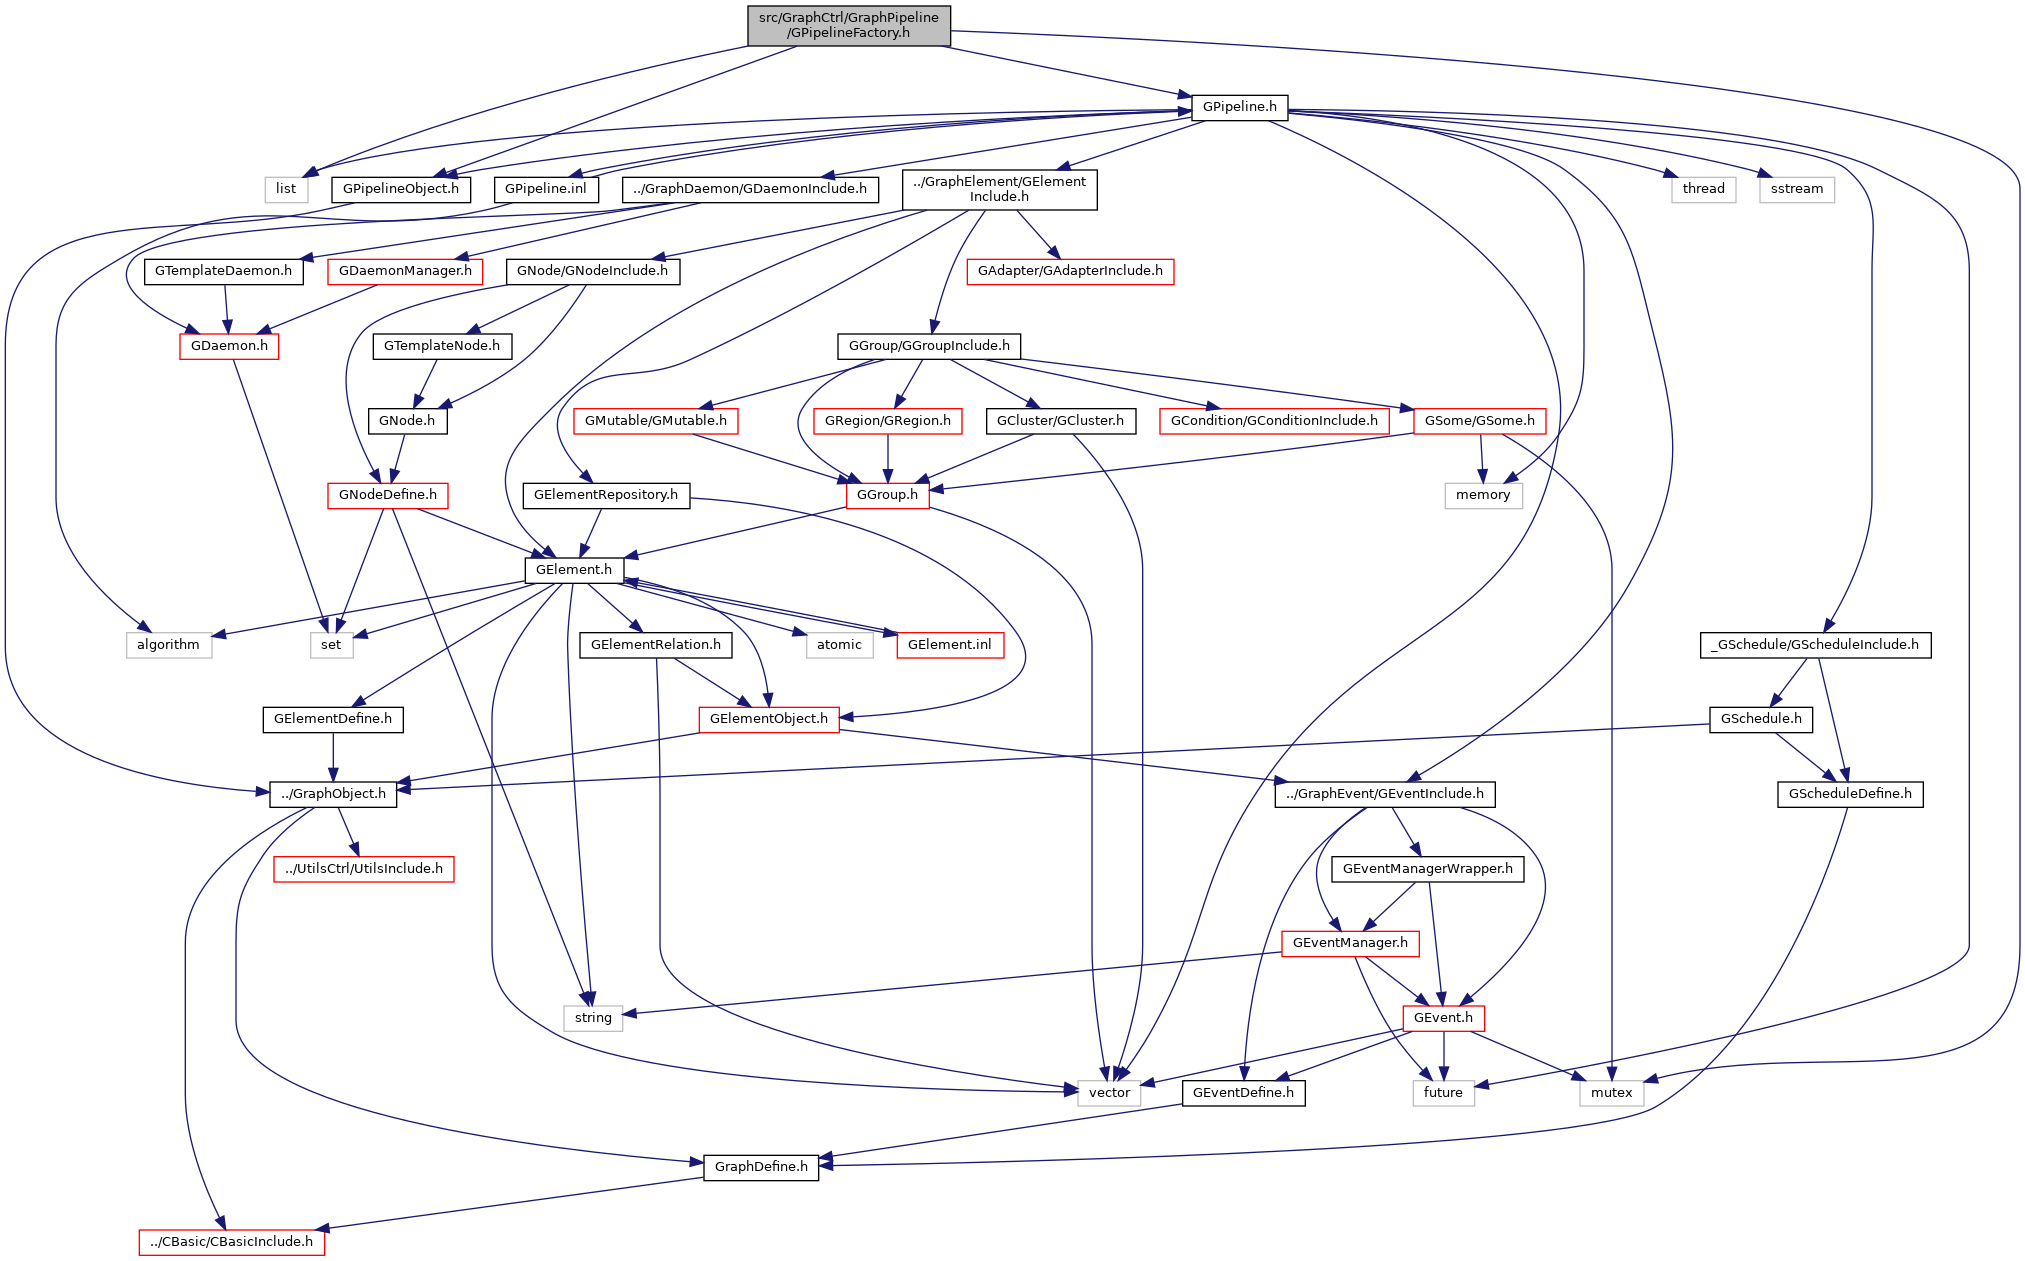 src/GraphCtrl/GraphPipeline
/GPipelineFactory.h
GPipeline.h
list
GPipelineObject.h
GPipeline.inl
../GraphDaemon/GDaemonInclude.h
../GraphElement/GElement
Include.h
thread
sstream
GTemplateDaemon.h
GDaemonManager.h
GNode/GNodeInclude.h
GAdapter/GAdapterInclude.h
GDaemon.h
GTemplateNode.h
GGroup/GGroupInclude.h
GNode.h
GMutable/GMutable.h
GRegion/GRegion.h
GCluster/GCluster.h
GCondition/GConditionInclude.h
GSome/GSome.h
GNodeDefine.h
GElementRepository.h
GGroup.h
memory
GElement.h
algorithm
set
GElementRelation.h
atomic
GElement.inl
_GSchedule/GScheduleInclude.h
GElementDefine.h
GElementObject.h
GSchedule.h
../GraphObject.h
../GraphEvent/GEventInclude.h
GScheduleDefine.h
../UtilsCtrl/UtilsInclude.h
GEventManagerWrapper.h
GEventManager.h
string
GEvent.h
vector
GEventDefine.h
future
mutex
GraphDefine.h
../CBasic/CBasicInclude.h